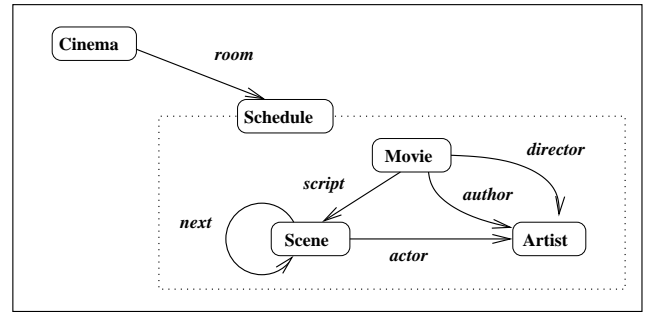 Cinema
room
Schedule
Movie
director
script
author
next
Scene
Artist
actor